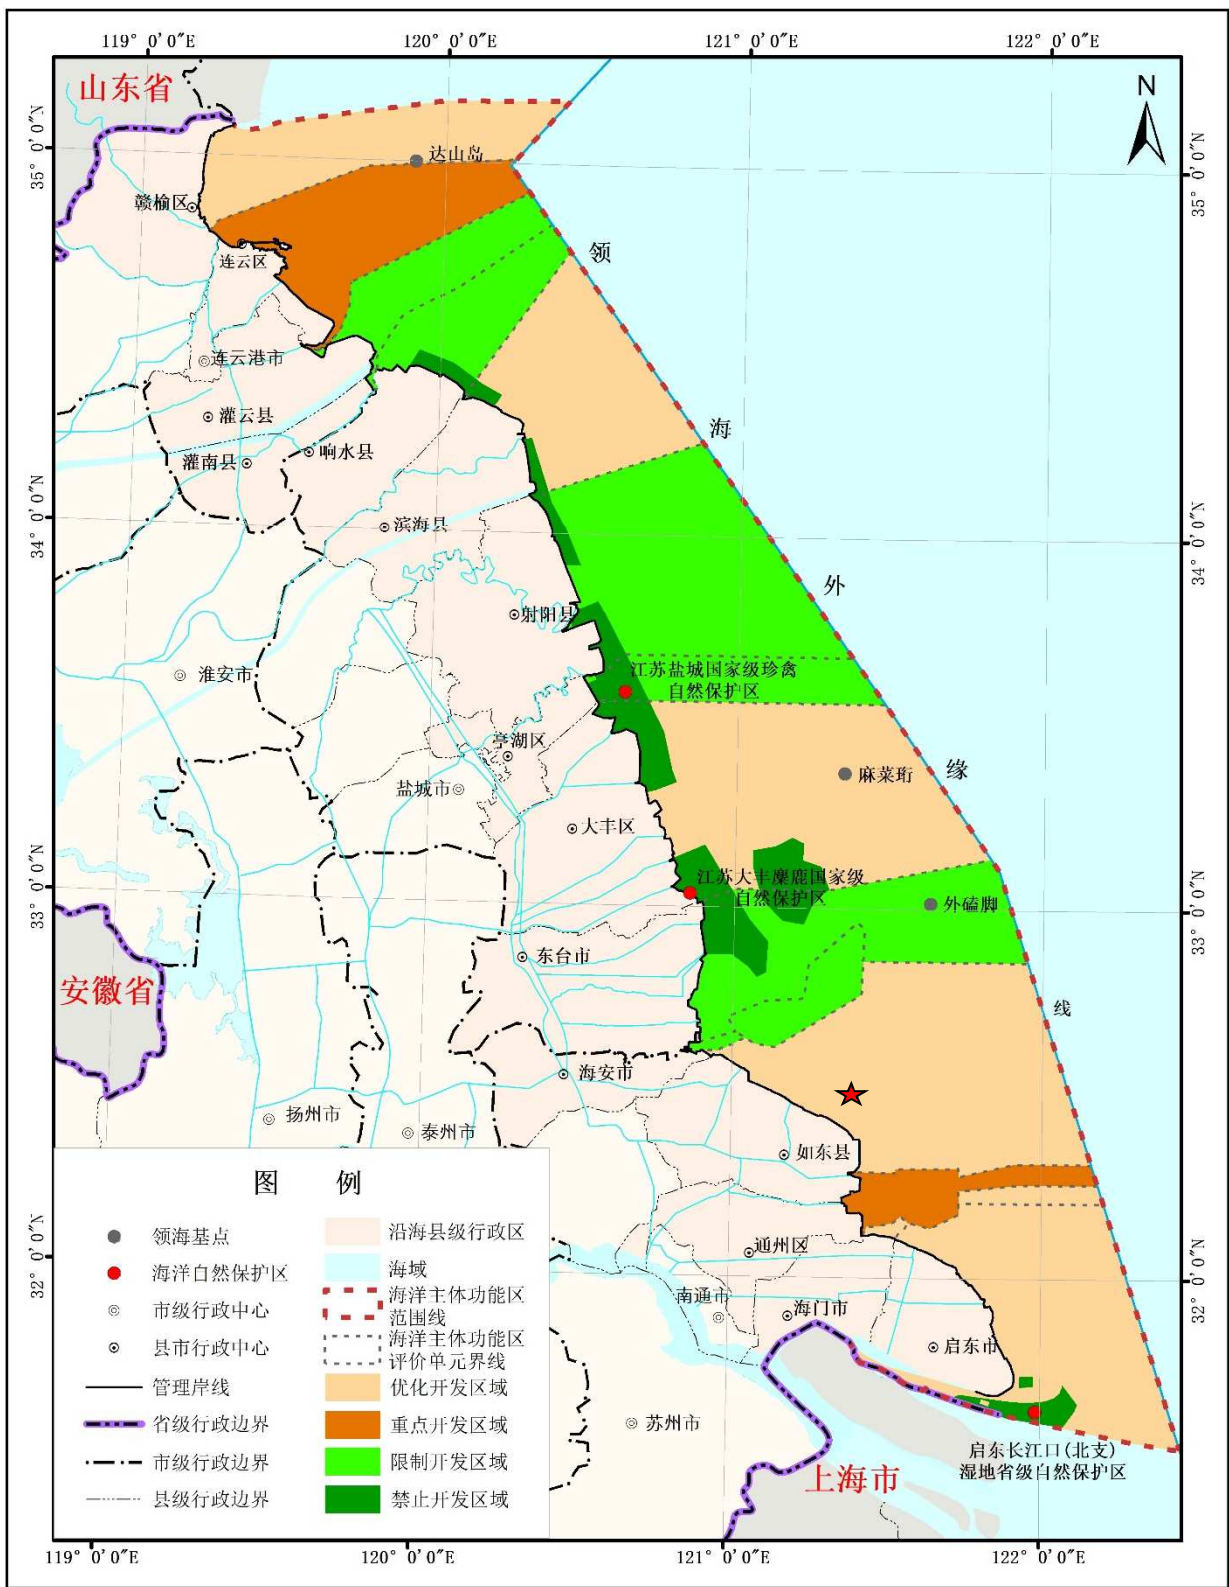 119° 0′0″E
120° 0′0″E
121° 0′0″E
122° 0′0″E
山东省
N
35° 0′0″N
35° 0′0″N
达山岛
赣榆区
连云区
领
连云港市
灌云县
海
响水县
灌南县
34° 0′0″N
滨海县
34° 0′0″N
外
射阳县
淮安市
江苏盐城国家级珍禽
自然保护区
亭湖区
缘
麻菜珩
盐城市
大丰区
33° 0′0″N
江苏大丰麋鹿国家级
自然保护区
外磕脚
33° 0′0″N
东台市
安徽省
线
海安市
扬州市
泰州市
如东县
图 例
领海基点
海洋自然保护区
市级行政中心
县市行政中心
管理岸线
省级行政边界
市级行政边界
县级行政边界
沿海县级行政区
海域
海洋主体功能区
范围线
海洋主体功能区
评价单元界线
优化开发区域
重点开发区域
限制开发区域
禁止开发区域
通州区
32° 0′0″N
32° 0′0″N
南通市
海门市
启东市
苏州市
启东长江口(北支)
湿地省级自然保护区
上海市
119° 0′0″E
120° 0′0″E
121° 0′0″E
122° 0′0″E